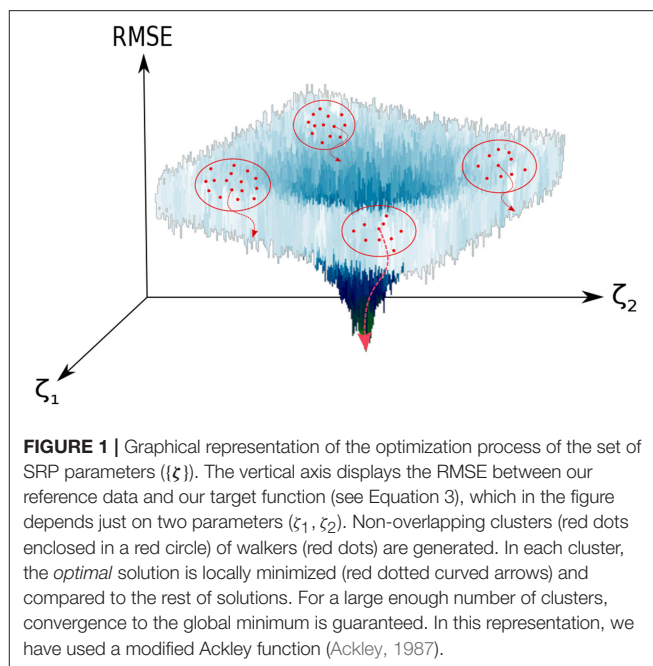 RMSE
ζ₂
ζ₁
FIGURE 1 | Graphical representation of the optimization process of the set of
SRP parameters ({ζ}). The vertical axis displays the RMSE between our
reference data and our target function (see Equation 3), which in the figure
depends just on two parameters (ζ₁, ζ₂). Non-overlapping clusters (red dots
enclosed in a red circle) of walkers (red dots) are generated. In each cluster,
the optimal solution is locally minimized (red dotted curved arrows) and
compared to the rest of solutions. For a large enough number of clusters,
convergence to the global minimum is guaranteed. In this representation, we
have used a modified Ackley function (Ackley, 1987).